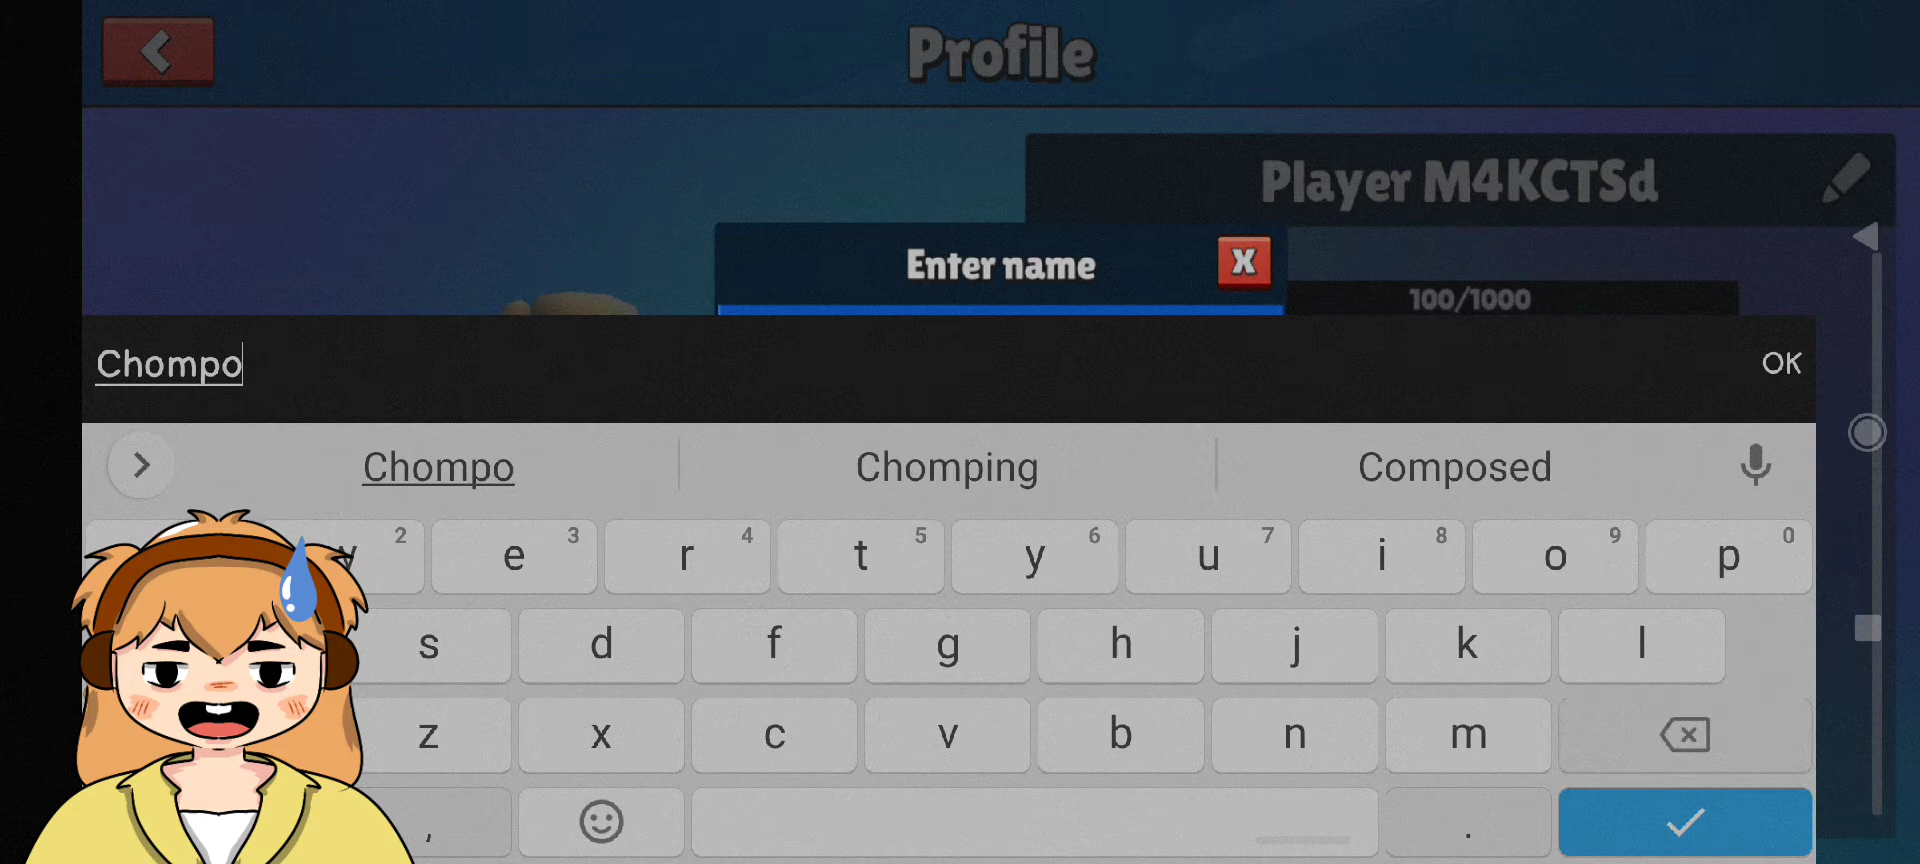 Profile
Player M4KCTSd
Enter name
X
100/1000
Chompo
OK
Chompo Chomping Composed
2 e 3 r 4 t 5 y 6 u 7 i 8 o 9 p 0
s d f g h j k l
z x c v b n m
, .